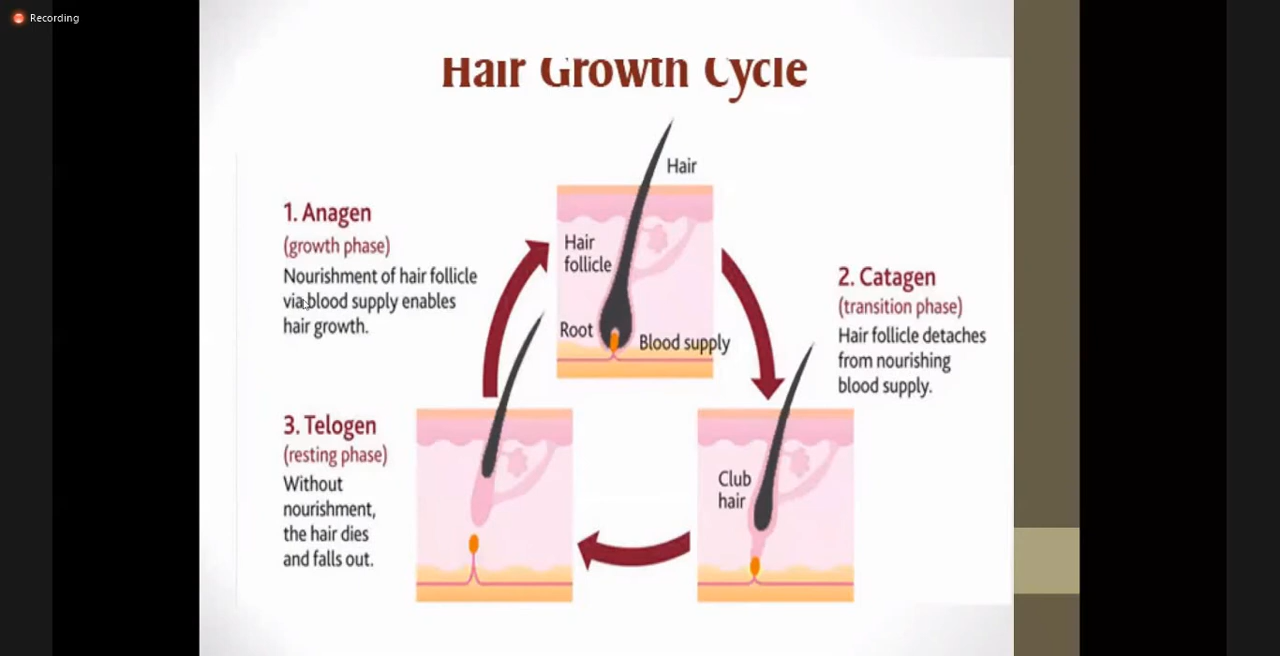 Recording
Hair Growth Cycle
Hair
Hair
follicle
Root
Blood supply
1. Anagen
(growth phase)
Nourishment of hair follicle
via blood supply enables
hair growth.
2. Catagen
(transition phase)
Hair follicle detaches
from nourishing
blood supply.
Club
hair
3. Telogen
(resting phase)
Without
nourishment,
the hair dies
and falls out.